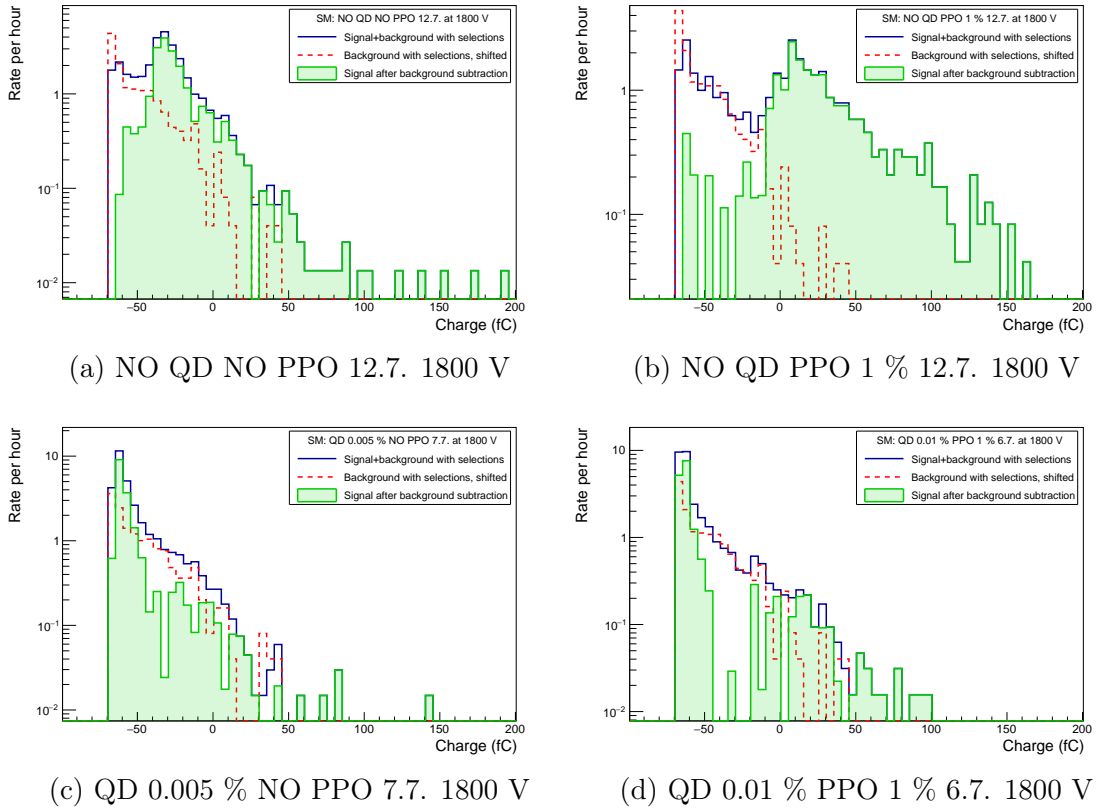 SM: NO QD NO PPO 12.7. at 1800 V
Signal+background with selections
Background with selections, shifted
Signal after background subtraction
Rate per hour
1
10⁻¹
10⁻²
−50 0 50 100 150 200
Charge (fC)
(a) NO QD NO PPO 12.7. 1800 V
SM: NO QD PPO 1 % 12.7. at 1800 V
Signal+background with selections
Background with selections, shifted
Signal after background subtraction
Rate per hour
1
10⁻¹
−50 0 50 100 150 200
Charge (fC)
(b) NO QD PPO 1 % 12.7. 1800 V
SM: QD 0.005 % NO PPO 7.7. at 1800 V
Signal+background with selections
Background with selections, shifted
Signal after background subtraction
Rate per hour
10
1
10⁻¹
10⁻²
−50 0 50 100 150 200
Charge (fC)
(c) QD 0.005 % NO PPO 7.7. 1800 V
SM: QD 0.01 % PPO 1 % 6.7. at 1800 V
Signal+background with selections
Background with selections, shifted
Signal after background subtraction
Rate per hour
10
1
10⁻¹
10⁻²
−50 0 50 100 150 200
Charge (fC)
(d) QD 0.01 % PPO 1 % 6.7. 1800 V